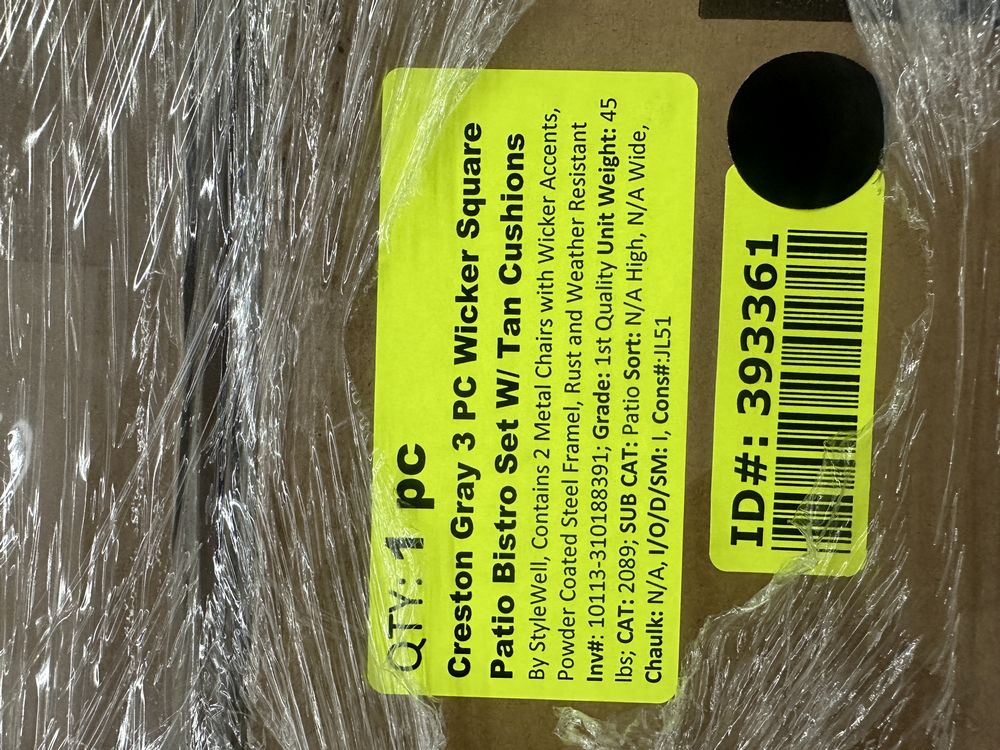 QTY: 1 pc
Creston Gray 3 PC Wicker Square
Patio Bistro Set W/ Tan Cushions
By StyleWell, Contains 2 Metal Chairs with Wicker Accents,
Powder Coated Steel Framel, Rust and Weather Resistant
Inv#: 10113-310188391; Grade: 1st Quality Unit Weight: 45
lbs; CAT: 2089; SUB CAT: Patio Sort: N/A High, N/A Wide,
Chaulk: N/A, I/O/D/SM: I, Cons#:JL51
ID#: 393361